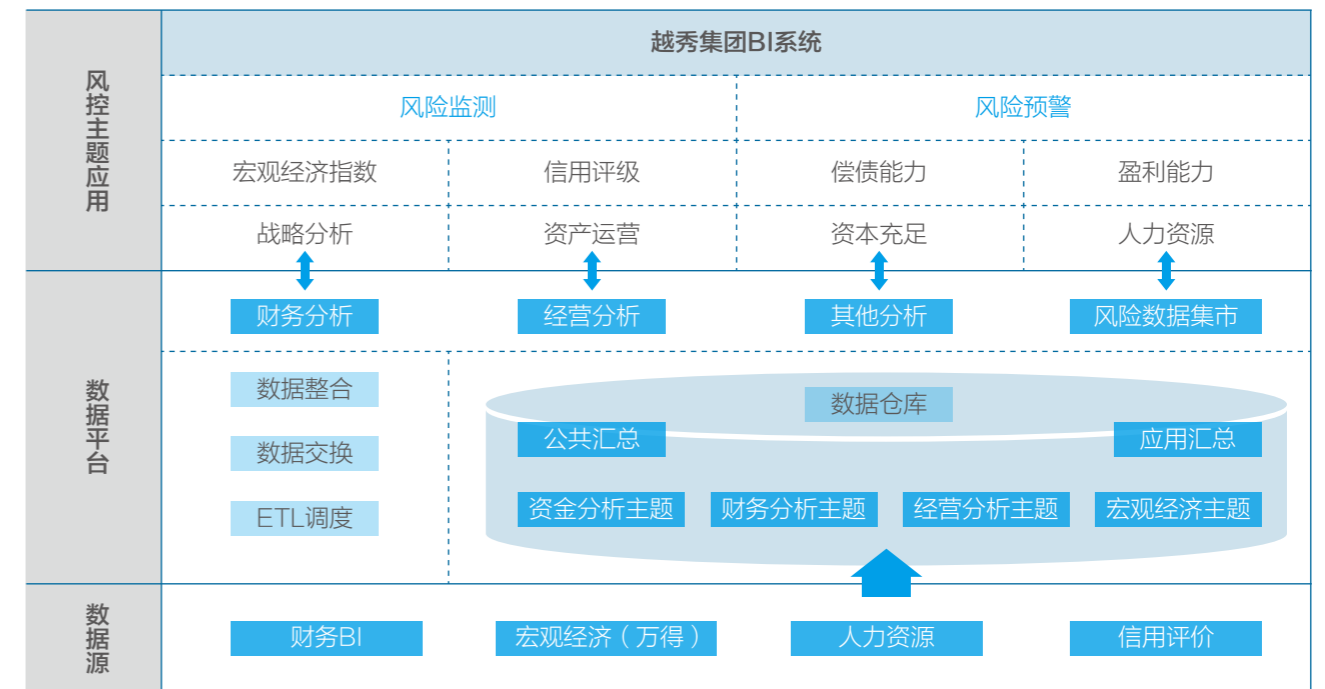 越秀集团BI系统
风控主题应用
风险监测
风险预警
宏观经济指数
信用评级
偿债能力
盈利能力
战略分析
资产运营
资本充足
人力资源
数据平台
财务分析
经营分析
其他分析
风险数据集市
数据整合
数据交换
ETL调度
数据仓库
公共汇总
应用汇总
资金分析主题
财务分析主题
经营分析主题
宏观经济主题
数据源
财务BI
宏观经济（万得）
人力资源
信用评价